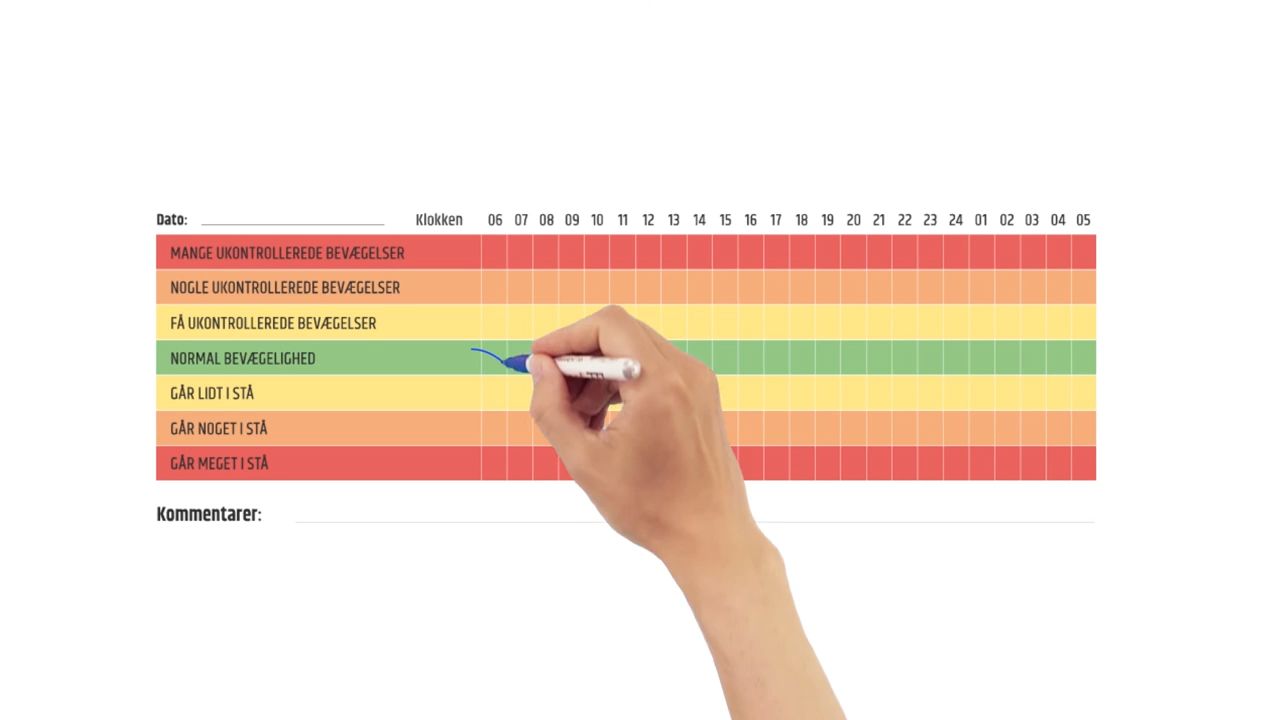 Dato: Klokken 06 07 08 09 10 11 12 13 14 15 16 17 18 19 20 21 22 23 24 01 02 03 04 05
MANGE UKONTROLLEREDE BEVÆGELSER
NOGLE UKONTROLLEREDE BEVÆGELSER
FÅ UKONTROLLEREDE BEVÆGELSER
NORMAL BEVÆGELIGHED
GÅR LIDT I STÅ
GÅR NOGET I STÅ
GÅR MEGET I STÅ
Kommentarer: